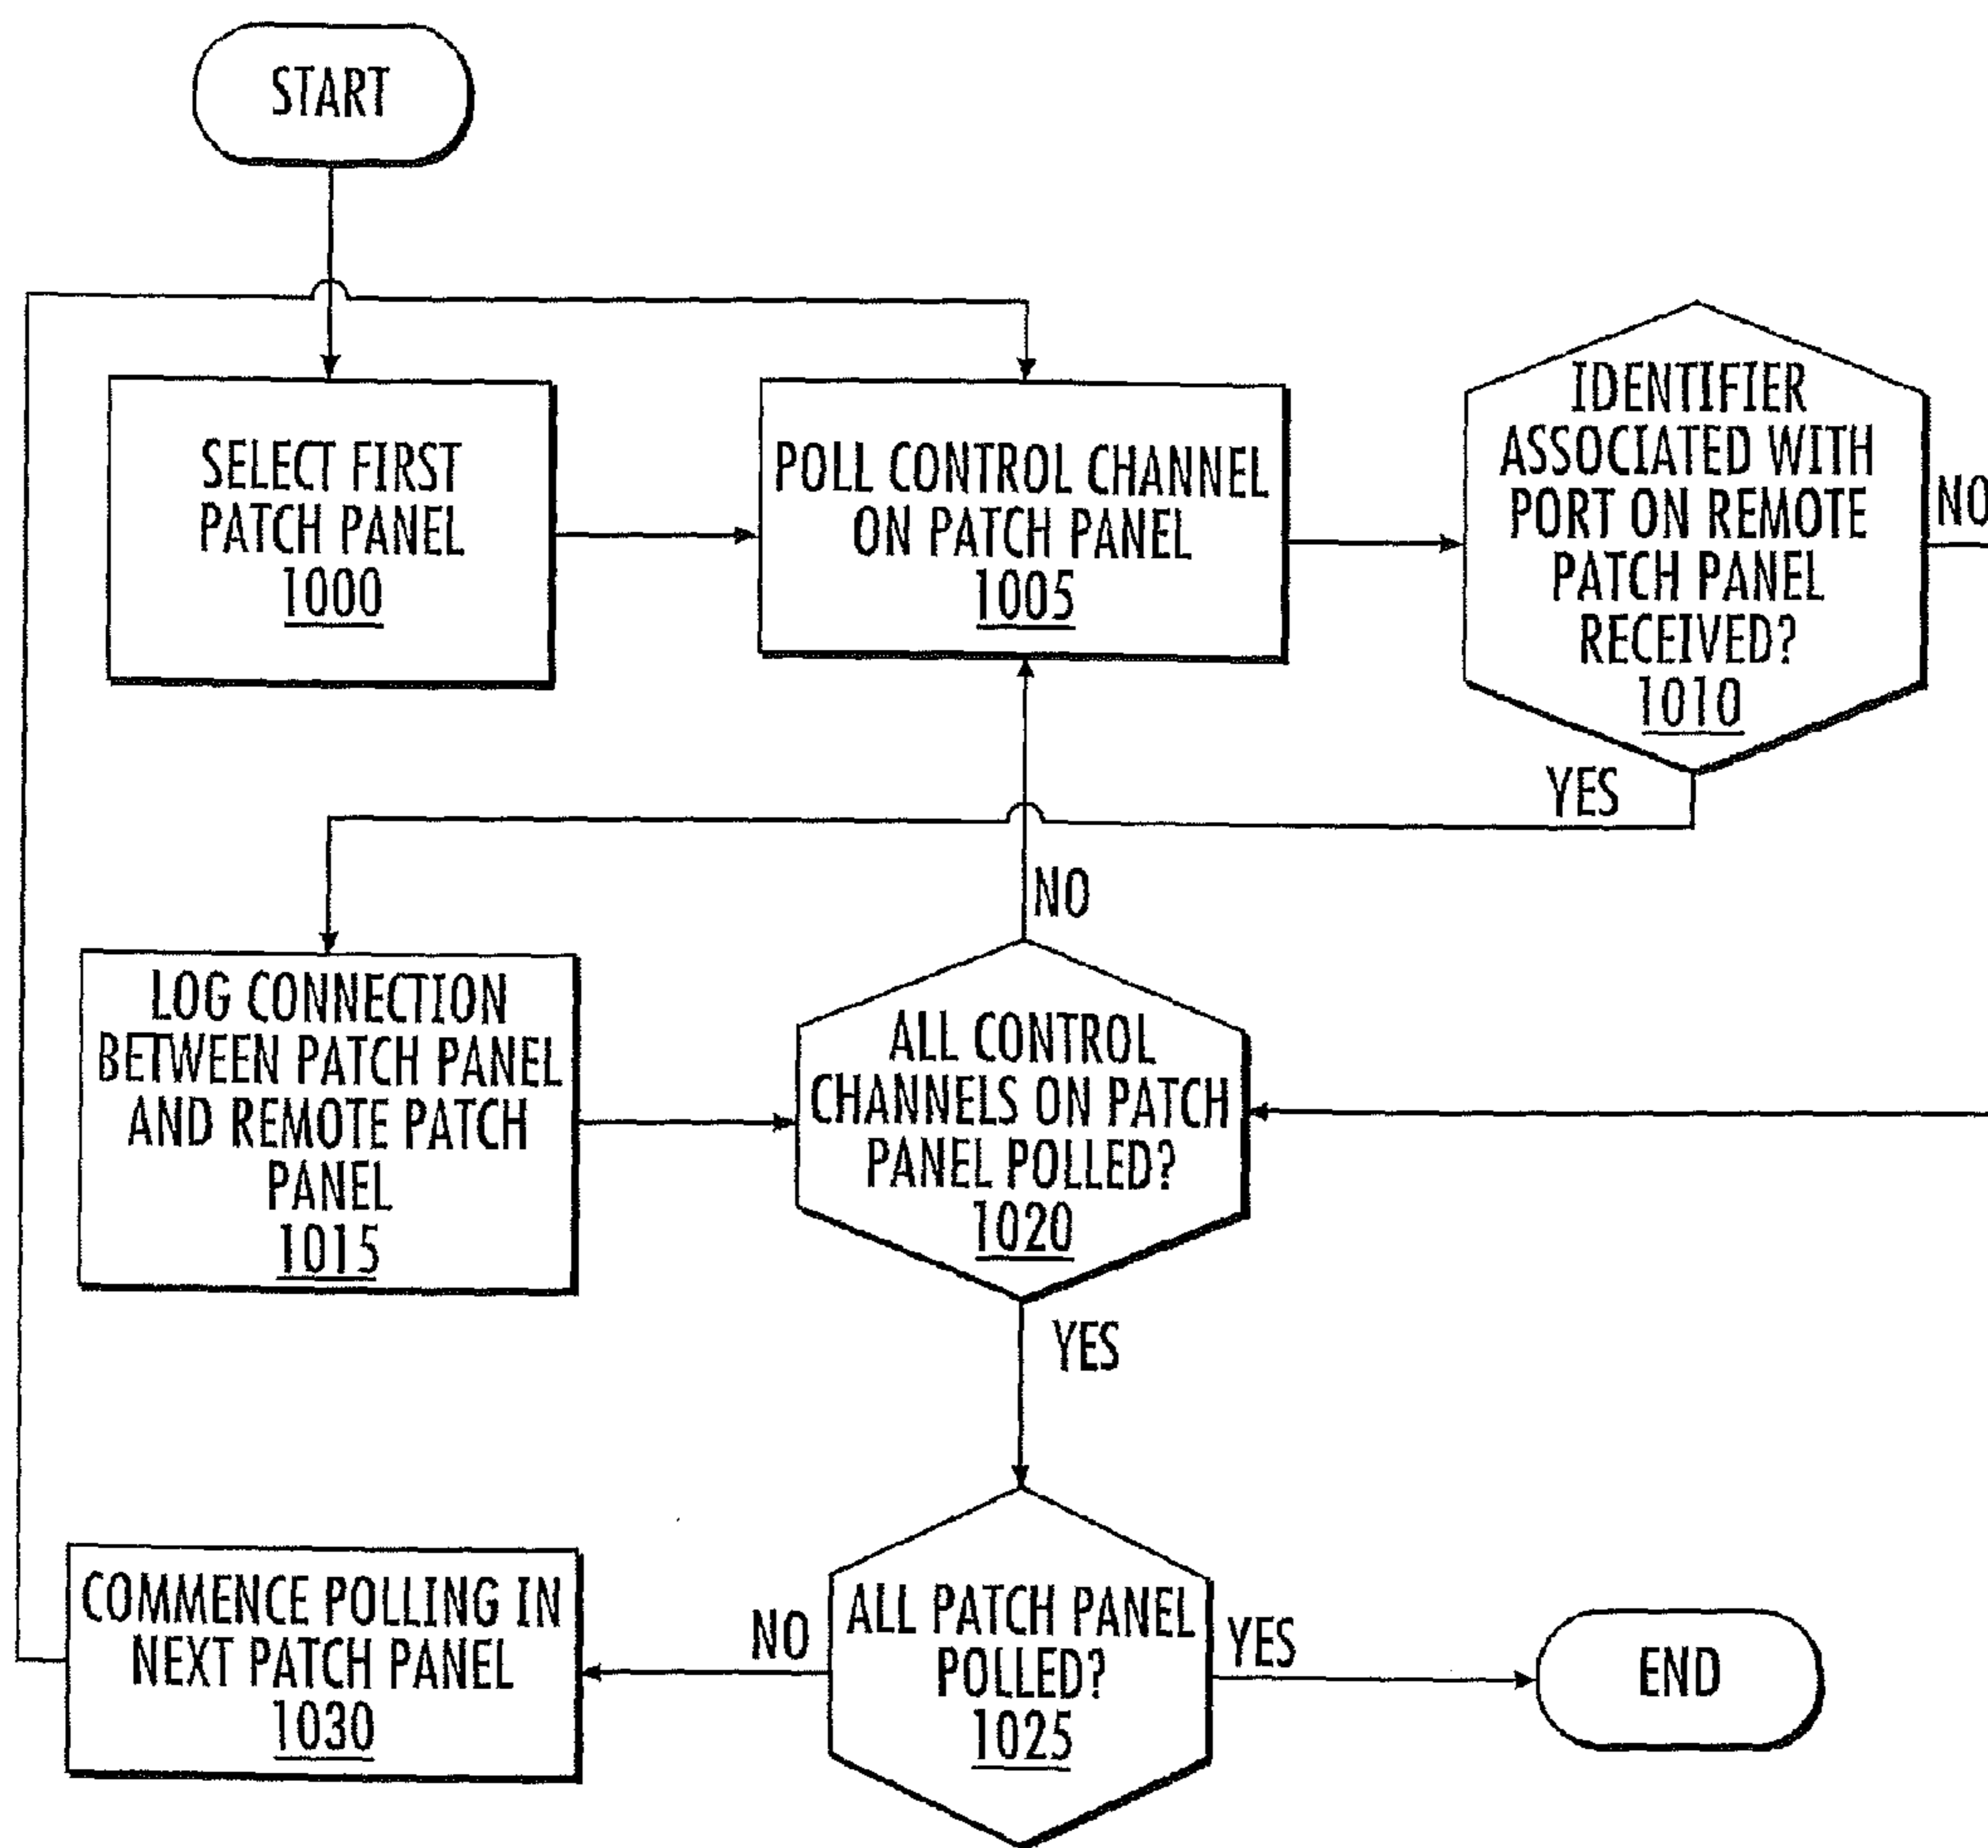 START
SELECT FIRST
PATCH PANEL
1000
POLL CONTROL CHANNEL
ON PATCH PANEL
1005
IDENTIFIER
ASSOCIATED WITH
PORT ON REMOTE
PATCH PANEL
RECEIVED?
1010
NO
YES
NO
LOG CONNECTION
BETWEEN PATCH PANEL
AND REMOTE PATCH
PANEL
1015
ALL CONTROL
CHANNELS ON PATCH
PANEL POLLED?
1020
YES
COMMENCE POLLING IN
NEXT PATCH PANEL
1030
NO
ALL PATCH PANEL
POLLED?
1025
YES
END